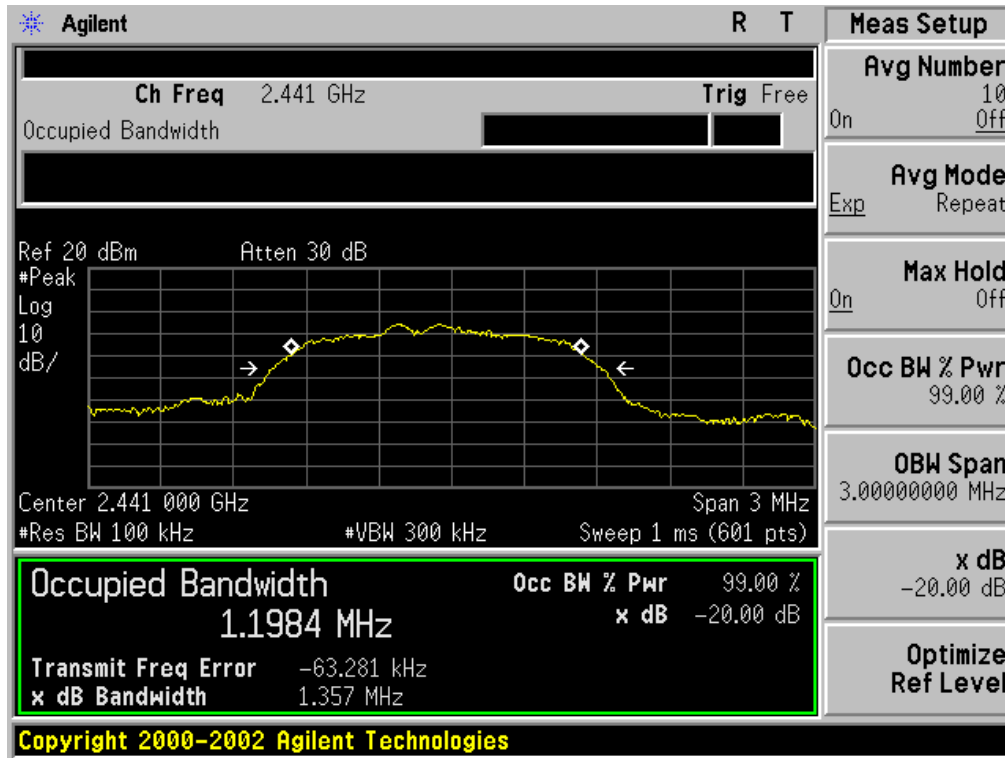 Agilent R T
Ch Freq 2.441 GHz Trig Free
Occupied Bandwidth
Ref 20 dBm Atten 30 dB
#Peak
Log
10
dB/
Center 2.441 000 GHz Span 3 MHz
#Res BW 100 kHz #VBW 300 kHz Sweep 1 ms (601 pts)
Occupied Bandwidth
1.1984 MHz
Occ BW % Pwr 99.00 %
x dB -20.00 dB
Transmit Freq Error -63.281 kHz
x dB Bandwidth 1.357 MHz
Copyright 2000-2002 Agilent Technologies
Meas Setup
Avg Number
10
On Off
Avg Mode
Exp Repeat
Max Hold
On Off
Occ BW % Pwr
99.00 %
OBW Span
3.00000000 MHz
x dB
-20.00 dB
Optimize
Ref Level